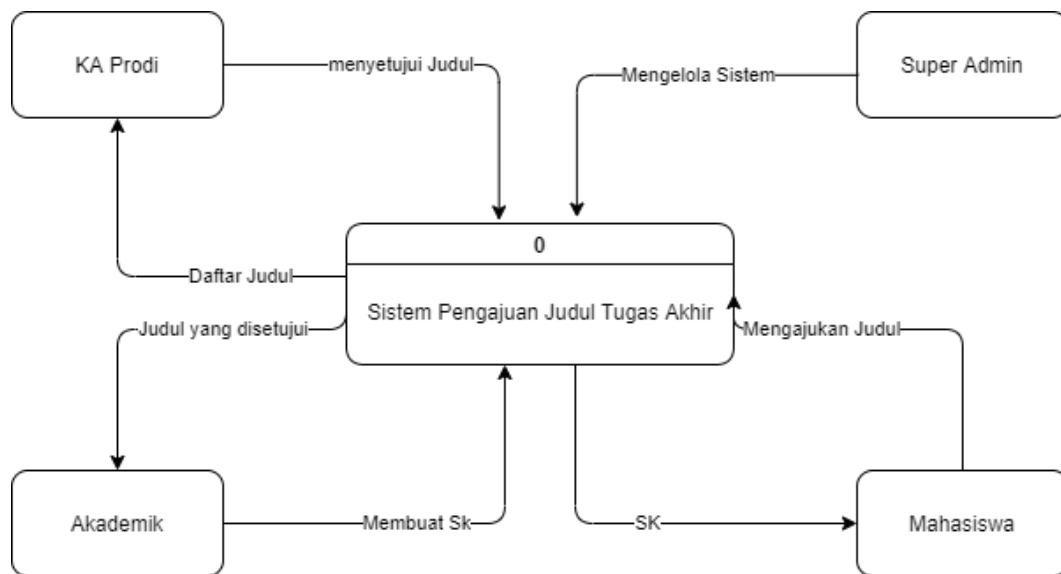 KA Prodi
menyetujui Judul
Super Admin
Mengelola Sistem
0
Daftar Judul
Sistem Pengajuan Judul Tugas Akhir
Judul yang disetujui
Mengajukan Judul
Akademik
Membuat Sk
SK
Mahasiswa